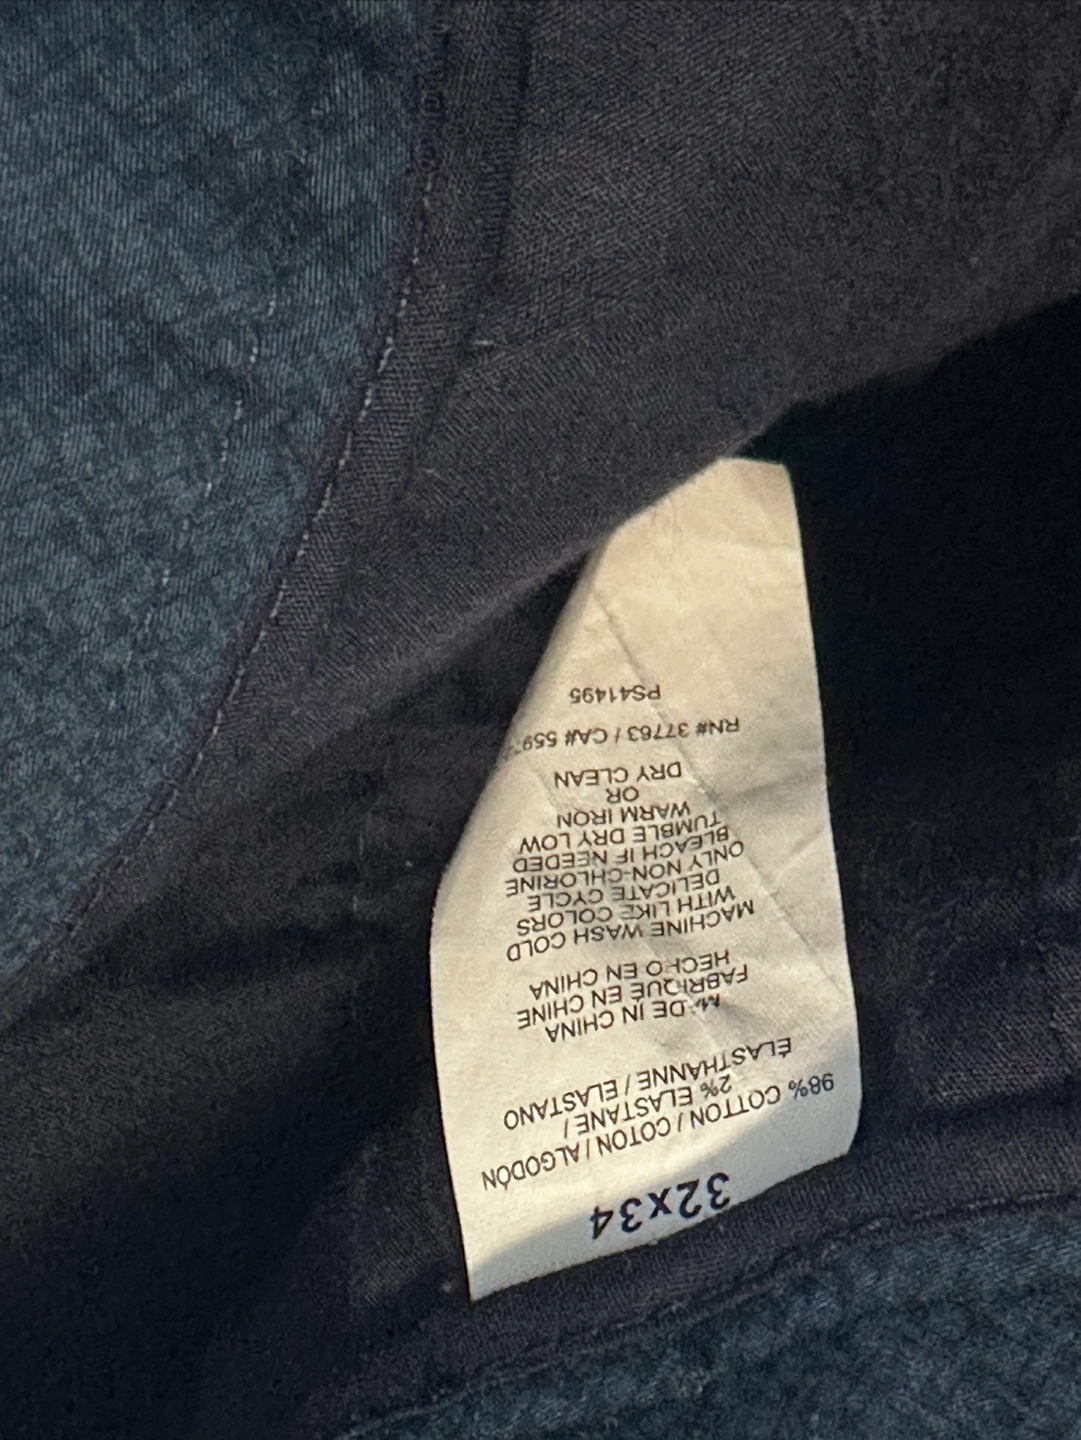 32x34
98% COTTON / COTON / ALGODÓN
2% ELASTANE /
ÉLASTHANNE / ELASTANO
MADE IN CHINA
FABRIQUÉ EN CHINE
HECHO EN CHINA
MACHINE WASH COLD
WITH LIKE COLORS
DELICATE CYCLE
ONLY NON-CHLORINE
BLEACH IF NEEDED
TUMBLE DRY LOW
WARM IRON
OR
DRY CLEAN
RN# 37763 / CA#
PS41495